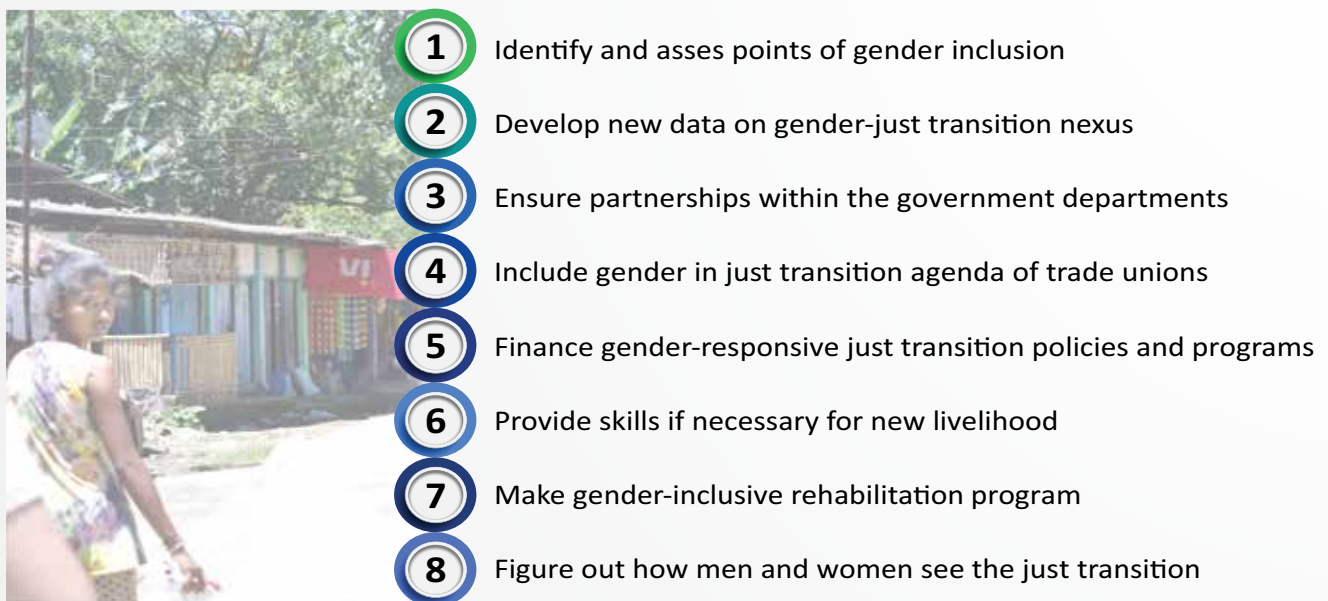 1 Identify and asses points of gender inclusion
2 Develop new data on gender-just transition nexus
3 Ensure partnerships within the government departments
4 Include gender in just transition agenda of trade unions
5 Finance gender-responsive just transition policies and programs
6 Provide skills if necessary for new livelihood
7 Make gender-inclusive rehabilitation program
8 Figure out how men and women see the just transition